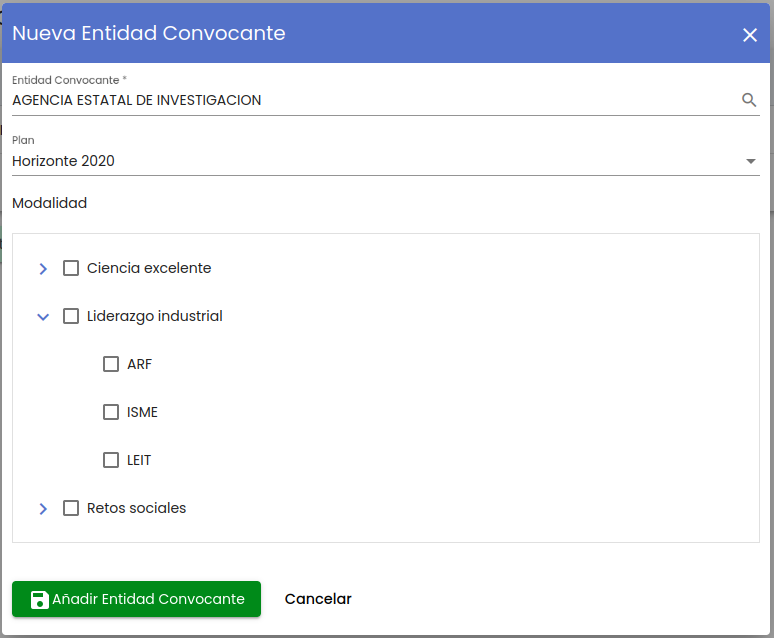 Nueva Entidad Convocante
Entidad Convocante *
AGENCIA ESTATAL DE INVESTIGACION
Plan
Horizonte 2020
Modalidad
Ciencia excelente
Liderazgo industrial
ARF
ISME
LEIT
Retos sociales
Añadir Entidad Convocante Cancelar